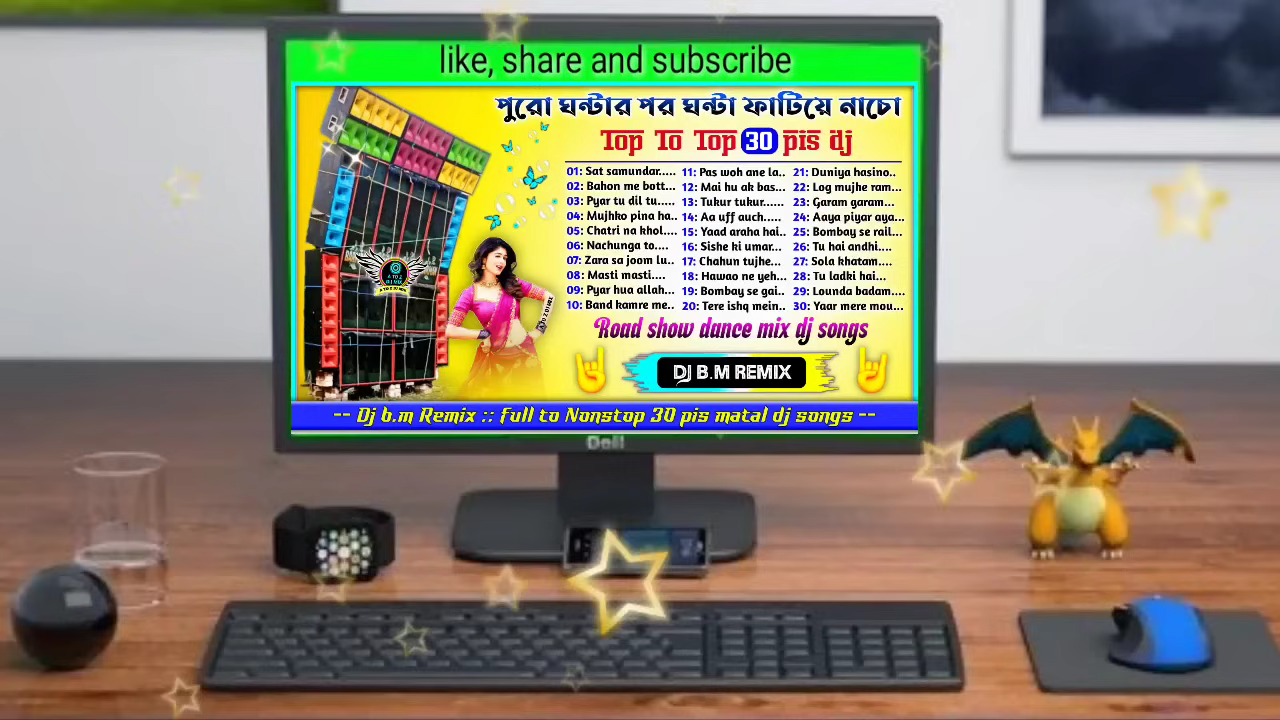 like, share and subscribe
পুরো ঘন্টার পর ঘন্টা ফাটিয়ে নাচো
Top To Top 30 pis dj
01: Sat samundar.....
02: Bahon me bott...
03: Pyar tu dil tu.....
04: Mujhko pina ha..
05: Chatri na khol....
06: Nachunga to....
07: Zara sa joom lu..
08: Masti masti....
09: Pyar hua allah...
10: Band kamre me..
11: Pas woh ane la..
12: Mai hu ak bas...
13: Tukur tukur......
14: Aa uff auch.....
15: Yaad araha hai..
16: Sishe ki umar...
17: Chahun tujhe...
18: Hawao ne yeh...
19: Bombay se gai..
20: Tere ishq mein..
21: Duniya hasino..
22: Log mujhe ram...
23: Garam garam...
24: Aaya piyar aya...
25: Bombay se rail...
26: Tu hai andhi....
27: Sola khatam....
28: Tu ladki hai...
29: Lounda badam....
30: Yaar mere mou...
Road show dance mix dj songs
A TO Z
DJ MIX
DJ B.M REMIX
-- Dj b.m Remix :: full to Nonstop 30 pis matal dj songs --
Dell